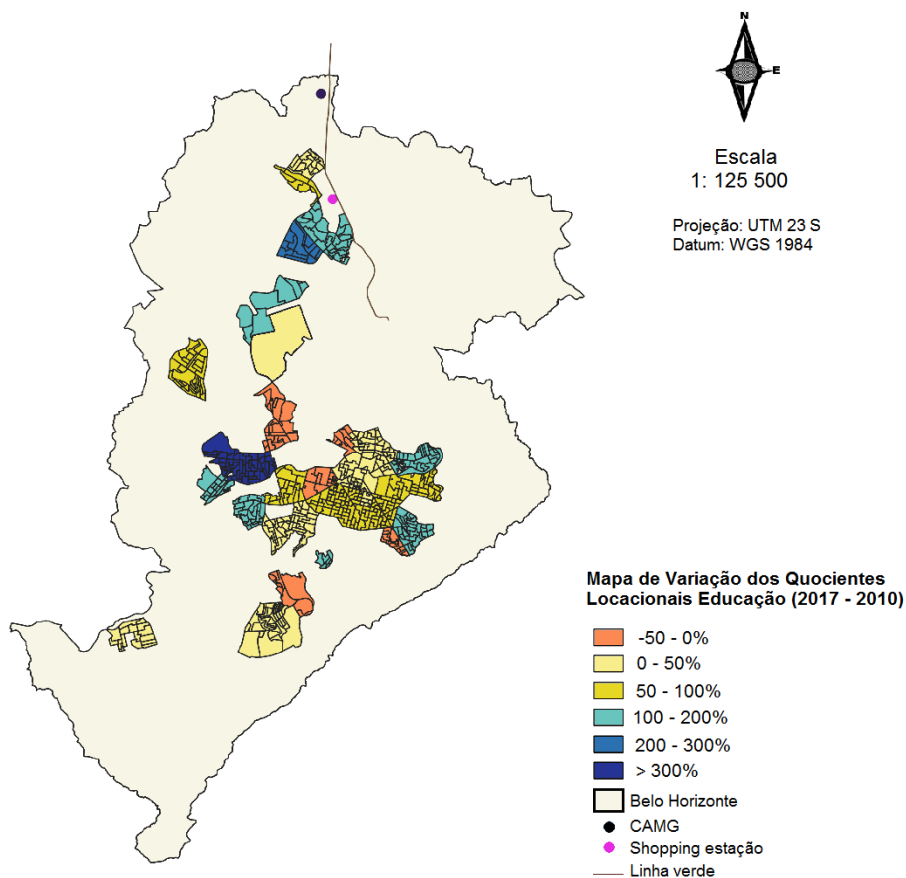 N
E
Escala
1: 125 500
Projeção: UTM 23 S
Datum: WGS 1984
Mapa de Variação dos Quocientes
Locacionais Educação (2017 - 2010)
-50 - 0%
0 - 50%
50 - 100%
100 - 200%
200 - 300%
> 300%
Belo Horizonte
CAMG
Shopping estação
Linha verde